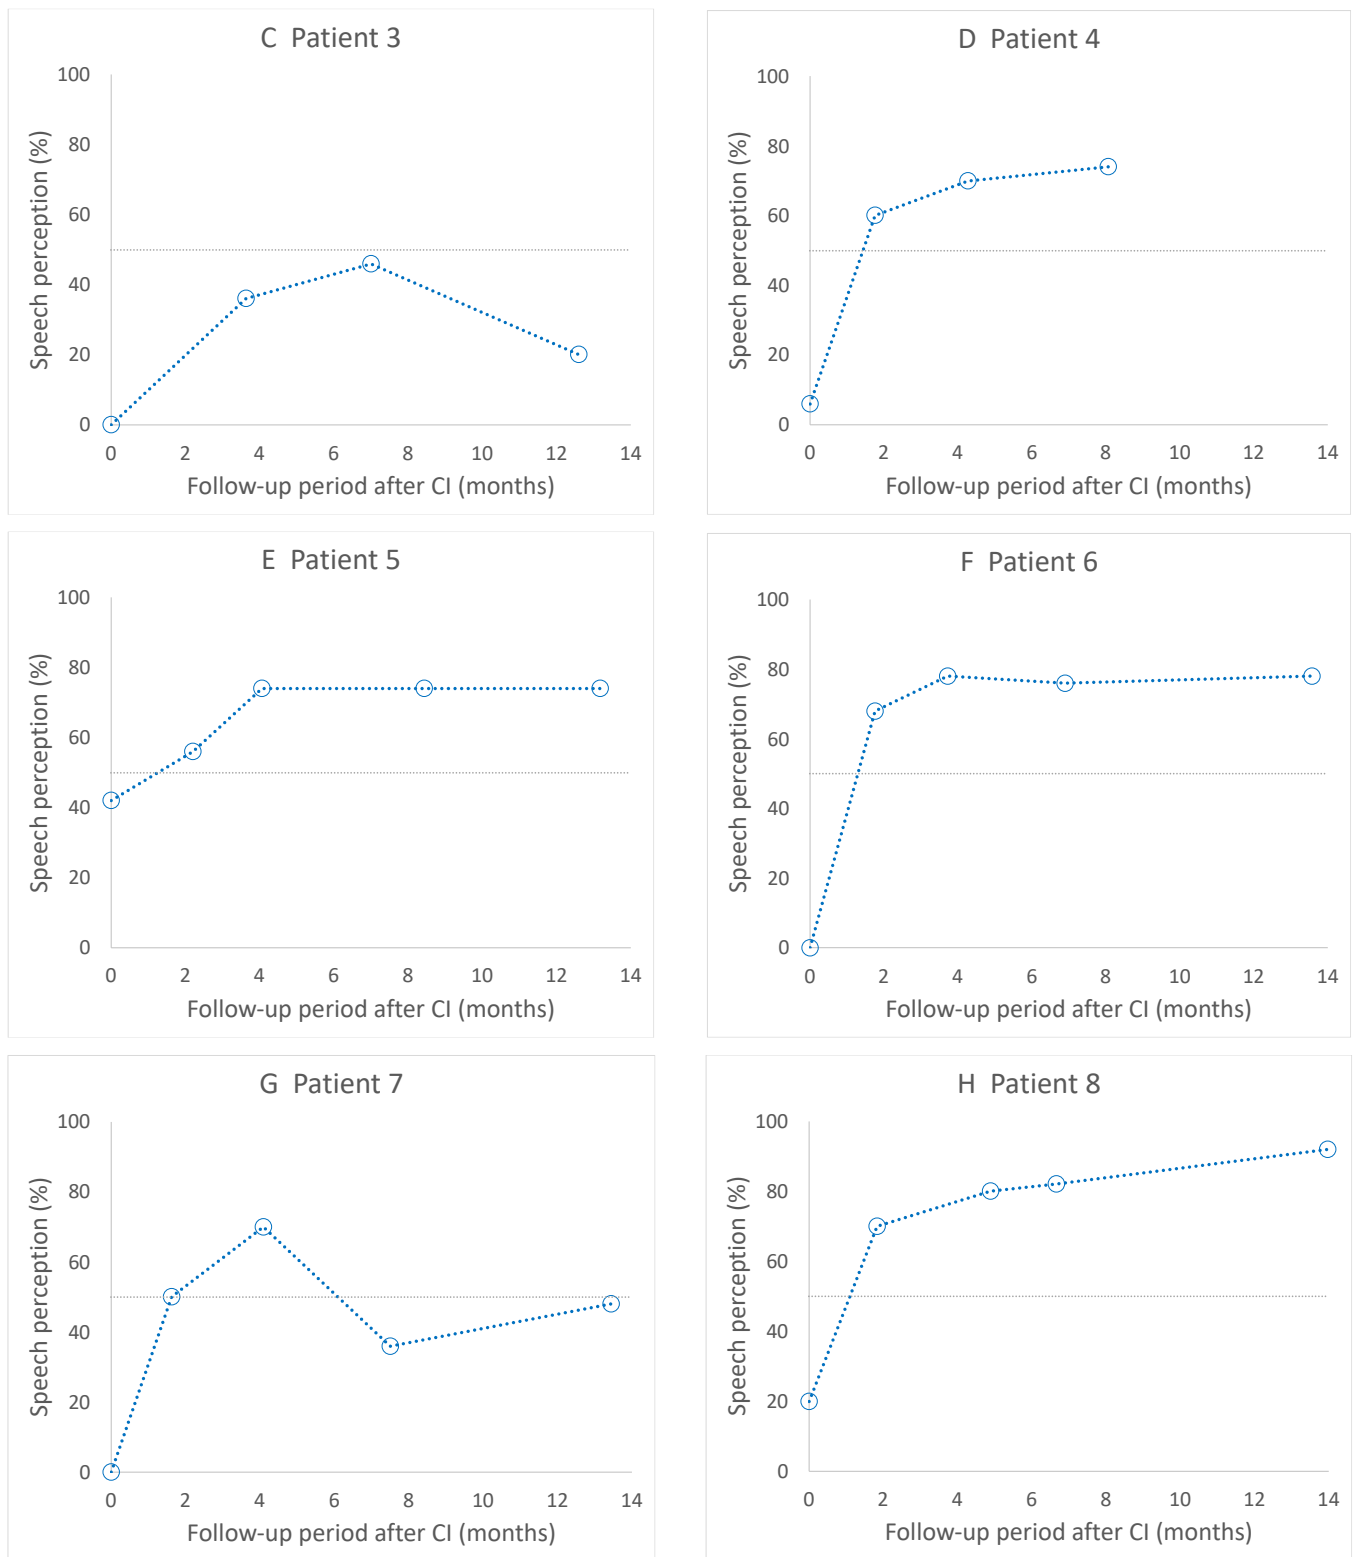 C  Patient 3
Speech perception (%)
100
80
60
40
20
0
0 2 4 6 8 10 12 14
Follow-up period after CI (months)
D  Patient 4
Speech perception (%)
100
80
60
40
20
0
0 2 4 6 8 10 12 14
Follow-up period after CI (months)
E  Patient 5
Speech perception (%)
100
80
60
40
20
0
0 2 4 6 8 10 12 14
Follow-up period after CI (months)
F  Patient 6
Speech perception (%)
100
80
60
40
20
0
0 2 4 6 8 10 12 14
Follow-up period after CI (months)
G  Patient 7
Speech perception (%)
100
80
60
40
20
0
0 2 4 6 8 10 12 14
Follow-up period after CI (months)
H  Patient 8
Speech perception (%)
100
80
60
40
20
0
0 2 4 6 8 10 12 14
Follow-up period after CI (months)